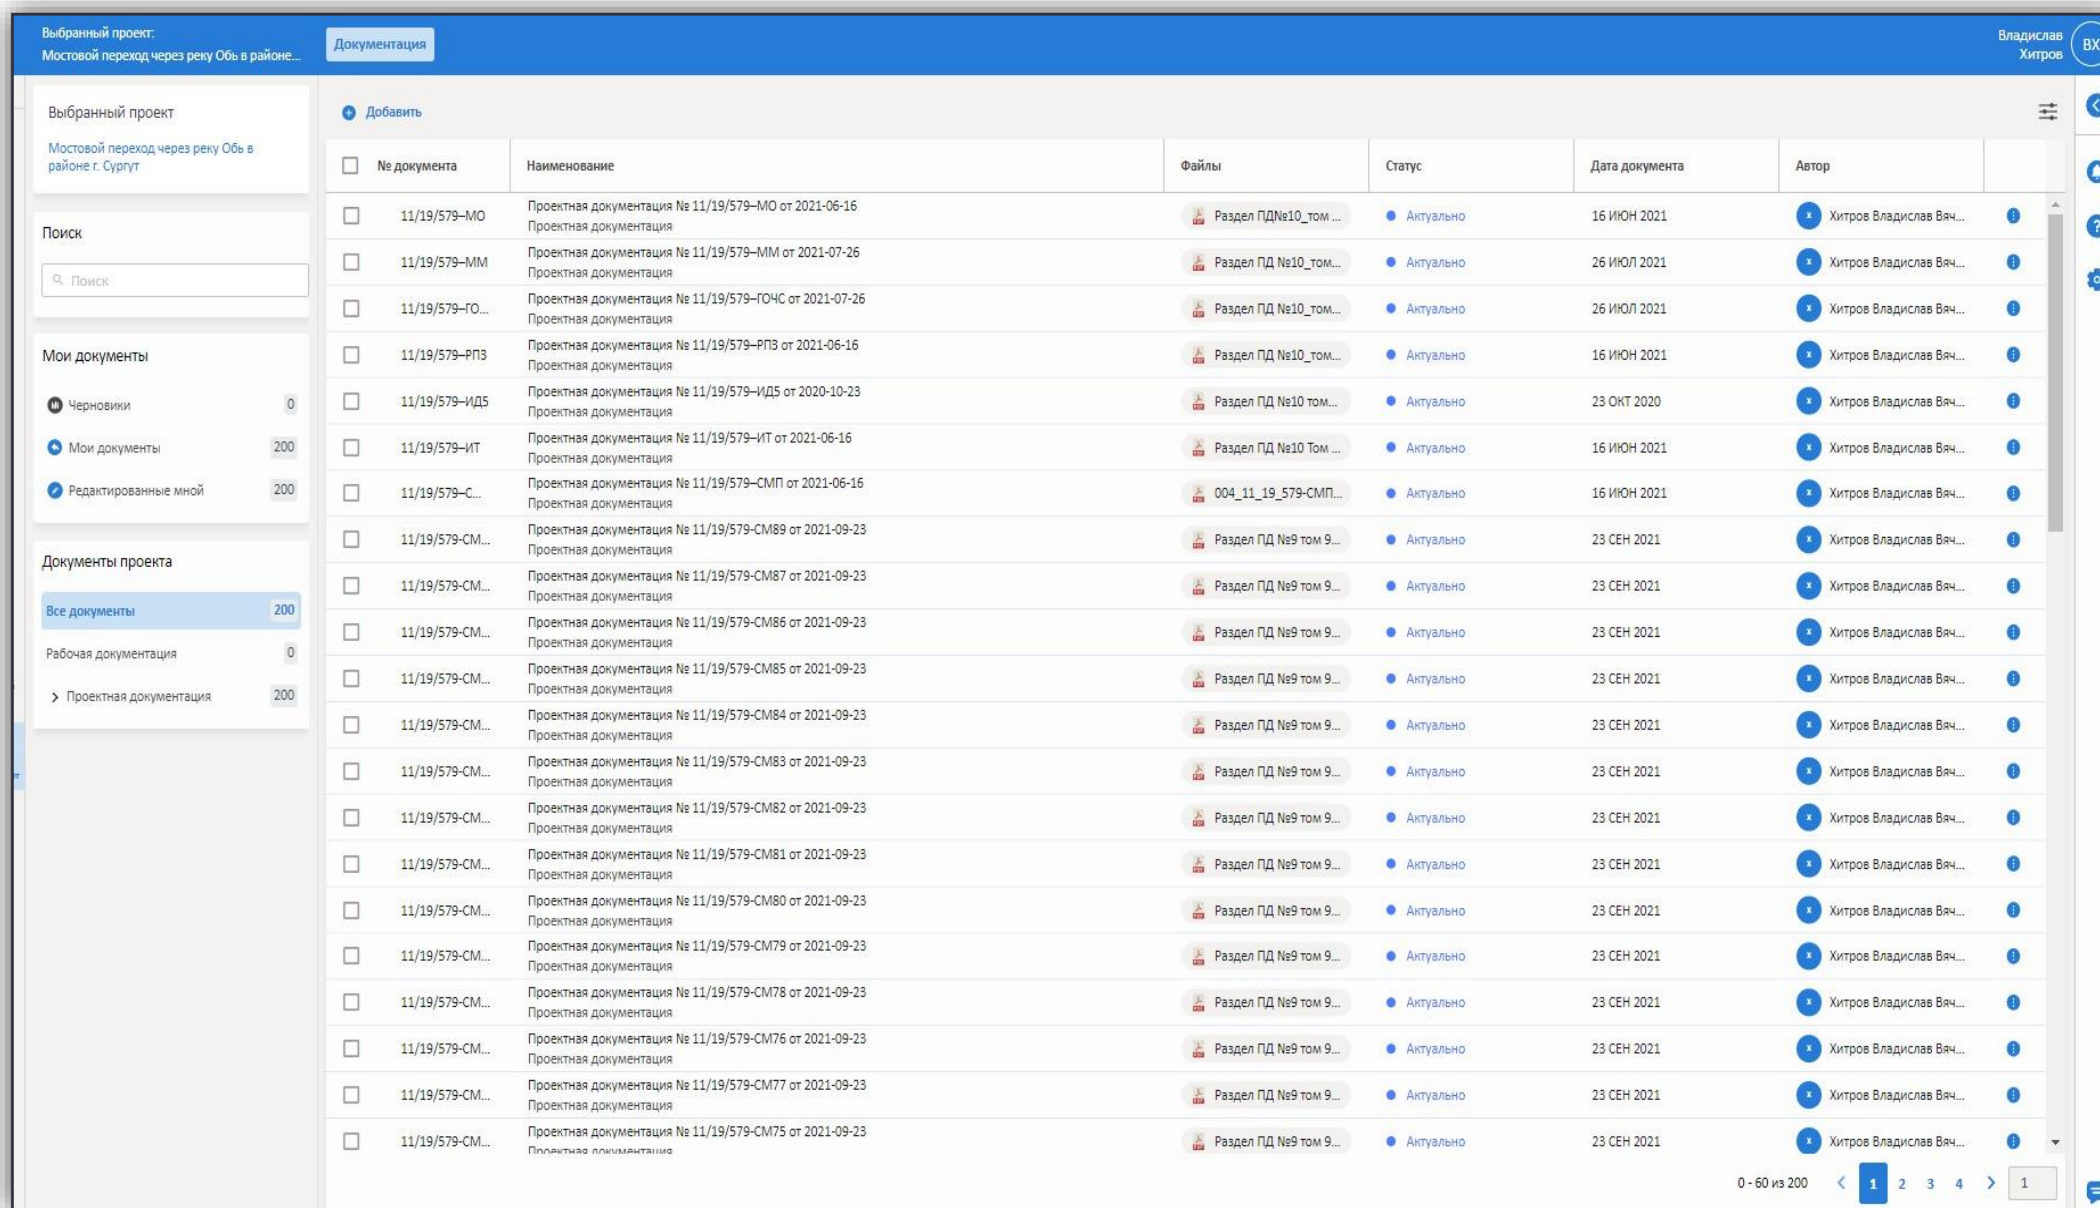 Выбранный проект:
Мостовой переход через реку Обь в районе...
Документация
Владислав
Хитров
ВХ
Выбранный проект
Мостовой переход через реку Обь в
районе г. Сургут
Поиск
Поиск
Мои документы
Черновики 0
Мои документы 200
Редактированные мной 200
Документы проекта
Все документы 200
Рабочая документация 0
Проектная документация 200
Добавить
№ документа Наименование Файлы Статус Дата документа Автор
11/19/579–МО Проектная документация № 11/19/579–МО от 2021-06-16 Раздел ПД№10_том ... Актуально 16 ИЮН 2021 Хитров Владислав Вяч...
Проектная документация
11/19/579–ММ Проектная документация № 11/19/579–ММ от 2021-07-26 Раздел ПД №10_том... Актуально 26 ИЮЛ 2021 Хитров Владислав Вяч...
Проектная документация
11/19/579–ГО... Проектная документация № 11/19/579–ГОЧС от 2021-07-26 Раздел ПД №10_том... Актуально 26 ИЮЛ 2021 Хитров Владислав Вяч...
Проектная документация
11/19/579–РПЗ Проектная документация № 11/19/579–РПЗ от 2021-06-16 Раздел ПД №10_том... Актуально 16 ИЮН 2021 Хитров Владислав Вяч...
Проектная документация
11/19/579–ИД5 Проектная документация № 11/19/579–ИД5 от 2020-10-23 Раздел ПД №10 том... Актуально 23 ОКТ 2020 Хитров Владислав Вяч...
Проектная документация
11/19/579–ИТ Проектная документация № 11/19/579–ИТ от 2021-06-16 Раздел ПД №10 Том ... Актуально 16 ИЮН 2021 Хитров Владислав Вяч...
Проектная документация
11/19/579–С... Проектная документация № 11/19/579–СМП от 2021-06-16 004_11_19_579-СМП... Актуально 16 ИЮН 2021 Хитров Владислав Вяч...
Проектная документация
11/19/579-СМ... Проектная документация № 11/19/579-СМ89 от 2021-09-23 Раздел ПД №9 том 9... Актуально 23 СЕН 2021 Хитров Владислав Вяч...
Проектная документация
11/19/579-СМ... Проектная документация № 11/19/579-СМ87 от 2021-09-23 Раздел ПД №9 том 9... Актуально 23 СЕН 2021 Хитров Владислав Вяч...
Проектная документация
11/19/579-СМ... Проектная документация № 11/19/579-СМ86 от 2021-09-23 Раздел ПД №9 том 9... Актуально 23 СЕН 2021 Хитров Владислав Вяч...
Проектная документация
11/19/579-СМ... Проектная документация № 11/19/579-СМ85 от 2021-09-23 Раздел ПД №9 том 9... Актуально 23 СЕН 2021 Хитров Владислав Вяч...
Проектная документация
11/19/579-СМ... Проектная документация № 11/19/579-СМ84 от 2021-09-23 Раздел ПД №9 том 9... Актуально 23 СЕН 2021 Хитров Владислав Вяч...
Проектная документация
11/19/579-СМ... Проектная документация № 11/19/579-СМ83 от 2021-09-23 Раздел ПД №9 том 9... Актуально 23 СЕН 2021 Хитров Владислав Вяч...
Проектная документация
11/19/579-СМ... Проектная документация № 11/19/579-СМ82 от 2021-09-23 Раздел ПД №9 том 9... Актуально 23 СЕН 2021 Хитров Владислав Вяч...
Проектная документация
11/19/579-СМ... Проектная документация № 11/19/579-СМ81 от 2021-09-23 Раздел ПД №9 том 9... Актуально 23 СЕН 2021 Хитров Владислав Вяч...
Проектная документация
11/19/579-СМ... Проектная документация № 11/19/579-СМ80 от 2021-09-23 Раздел ПД №9 том 9... Актуально 23 СЕН 2021 Хитров Владислав Вяч...
Проектная документация
11/19/579-СМ... Проектная документация № 11/19/579-СМ79 от 2021-09-23 Раздел ПД №9 том 9... Актуально 23 СЕН 2021 Хитров Владислав Вяч...
Проектная документация
11/19/579-СМ... Проектная документация № 11/19/579-СМ78 от 2021-09-23 Раздел ПД №9 том 9... Актуально 23 СЕН 2021 Хитров Владислав Вяч...
Проектная документация
11/19/579-СМ... Проектная документация № 11/19/579-СМ76 от 2021-09-23 Раздел ПД №9 том 9... Актуально 23 СЕН 2021 Хитров Владислав Вяч...
Проектная документация
11/19/579-СМ... Проектная документация № 11/19/579-СМ77 от 2021-09-23 Раздел ПД №9 том 9... Актуально 23 СЕН 2021 Хитров Владислав Вяч...
Проектная документация
11/19/579-СМ... Проектная документация № 11/19/579-СМ75 от 2021-09-23 Раздел ПД №9 том 9... Актуально 23 СЕН 2021 Хитров Владислав Вяч...
Проектная документация
0 - 60 из 200 1 2 3 4 1